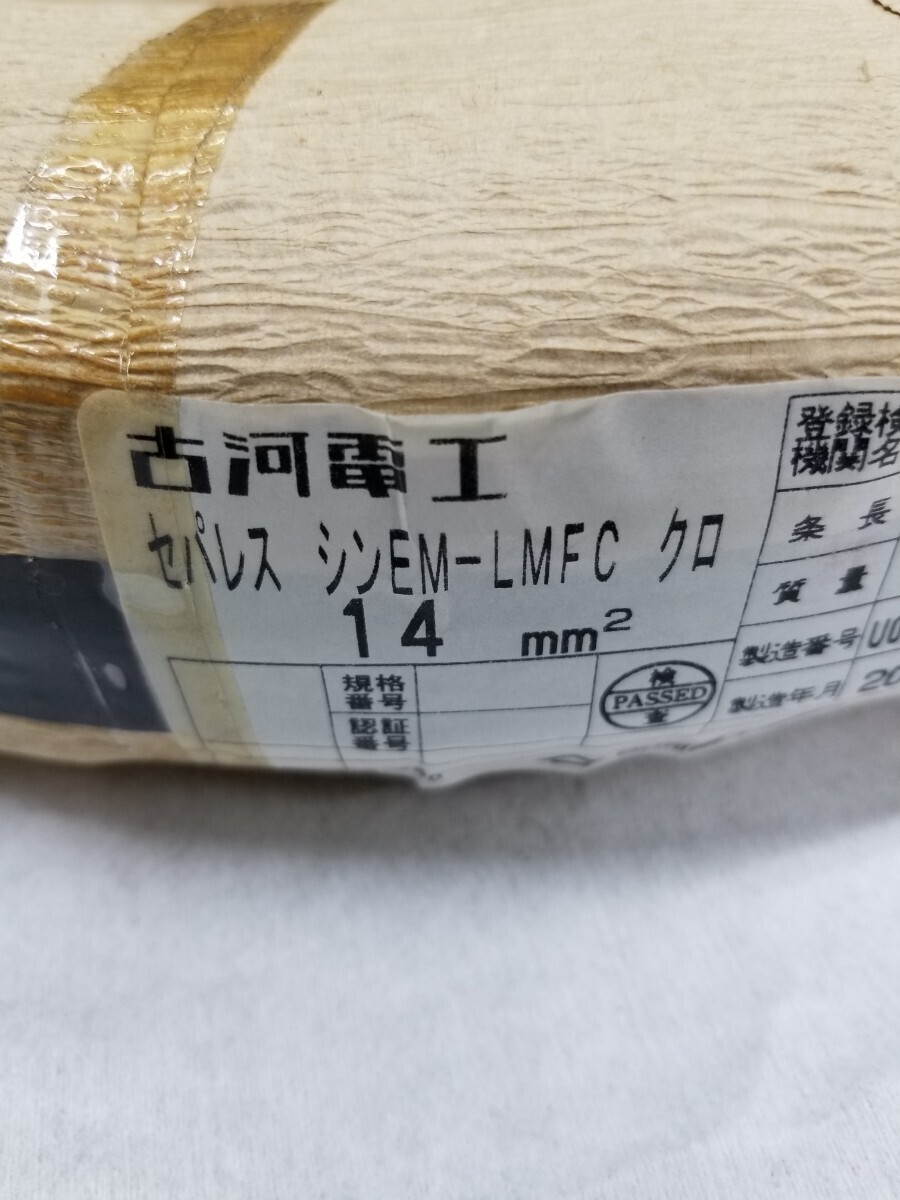 古河電工
セパレス シンEM-LMFC クロ
14 mm²
規格
番号
認証
番号
検
PASSED
査
登録検
機関名
条長
質量
製造番号 U0
製造年月 20